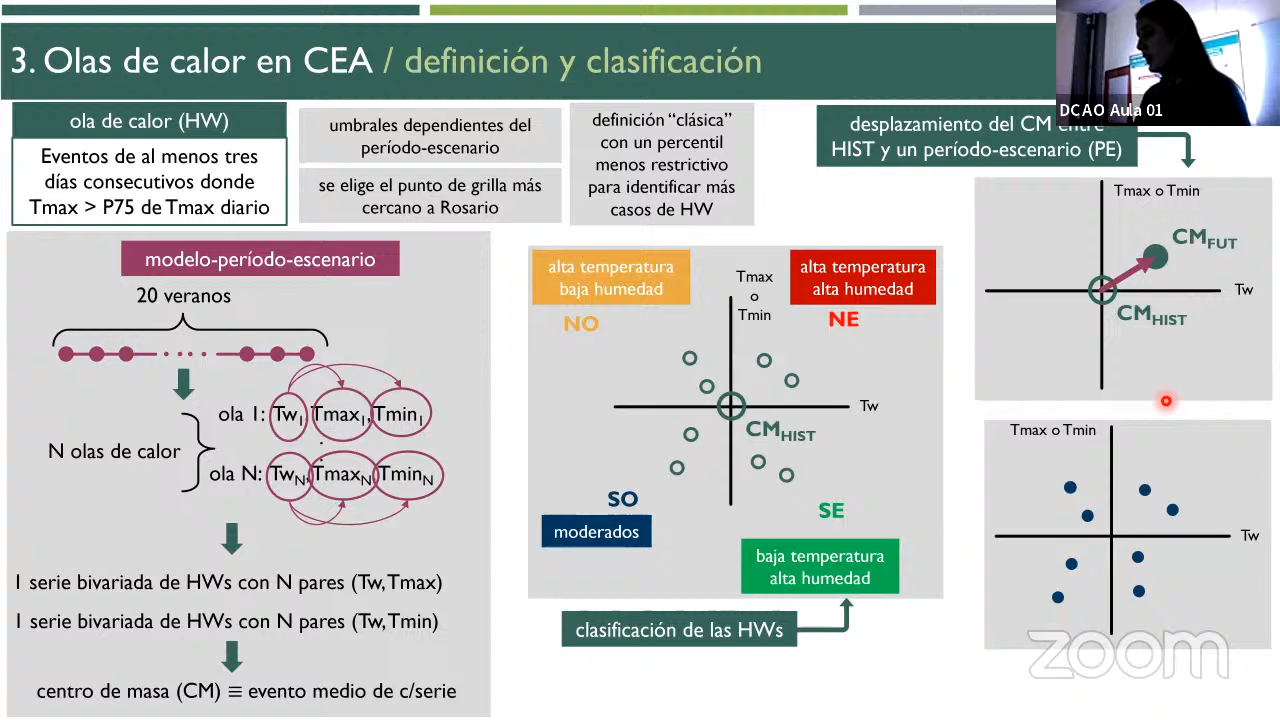 3. Olas de calor en CEA / definición y clasificación
DCAO Aula 01
ola de calor (HW)
Eventos de al menos tres
días consecutivos donde
Tmax > P75 de Tmax diario
umbrales dependientes del
período-escenario
se elige el punto de grilla más
cercano a Rosario
definición “clásica”
con un percentil
menos restrictivo
para identificar más
casos de HW
desplazamiento del CM entre
HIST y un período-escenario (PE)
modelo-período-escenario
20 veranos
N olas de calor
ola 1: Tw1, Tmax1, Tmin1
ola N: TwN, TmaxN, TminN
1 serie bivariada de HWs con N pares (Tw, Tmax)
1 serie bivariada de HWs con N pares (Tw, Tmin)
centro de masa (CM) ≡ evento medio de c/serie
alta temperatura
baja humedad
NO
Tmax
o
Tmin
alta temperatura
alta humedad
NE
Tw
CMHIST
SO
moderados
SE
baja temperatura
alta humedad
clasificación de las HWs
Tmax o Tmin
CMFUT
Tw
CMHIST
Tmax o Tmin
Tw
zoom